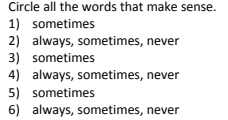 Circle all the words that make sense.
1) sometimes
2) always, sometimes, never
3) sometimes
4) always, sometimes, never
5) sometimes
6) always, sometimes, never